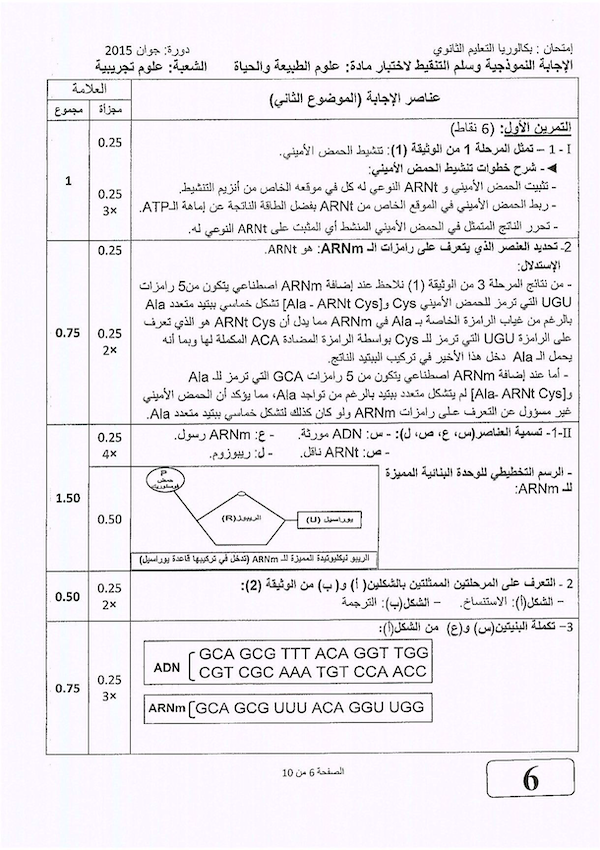 إمتحان : بكالوريا التعليم الثانوي دورة: جوان 2015
الإجابة النموذجية وسلم التنقيط لاختبار مادة: علوم الطبيعة والحياة الشعبة: علوم تجريبية
عناصر الإجابة (الموضوع الثاني) العلامة
مجزأة مجموع
التمرين الأول: (6 نقاط)
I - 1 – تمثل المرحلة 1 من الوثيقة (1): تنشيط الحمض الأميني. 0.25
◄- شرح خطوات تنشيط الحمض الأميني:
- تثبيت الحمض الأميني و ARNt النوعي له كل في موقعه الخاص من أنزيم التنشيط. 0.25 1
- ربط الحمض الأميني في الموقع الخاص من ARNt بفضل الطاقة الناتجة عن إماهة الـATP. ×3
- تحرر الناتج المتمثل في الحمض الأميني المنشط أي المثبت على ARNt النوعي له.
2- تحديد العنصر الذي يتعرف على رامزات الـ ARNm: هو ARNt. 0.25
الإستدلال:
- من نتائج المرحلة 3 من الوثيقة (1) نلاحظ عند إضافة ARNm اصطناعي يتكون من5 رامزات
UGU التي ترمز للحمض الأميني Cys و[Ala - ARNt Cys] تشكل خماسي ببتيد متعدد Ala
بالرغم من غياب الرامزة الخاصة بـ Ala في ARNm مما يدل أن ARNt Cys هو الذي تعرف 0.25 0.75
على الرامزة UGU التي ترمز للـ Cys بواسطة الرامزة المضادة ACA المكملة لها وبما أنه ×2
يحمل الـ Ala دخل هذا الأخير في تركيب الببتيد الناتج.
- أما عند إضافة ARNm اصطناعي يتكون من 5 رامزات GCA التي ترمز للـ Ala
و[Ala- ARNt Cys] لم يتشكل متعدد ببتيد بالرغم من تواجد Ala، مما يؤكد أن الحمض الأميني
غير مسؤول عن التعرف على رامزات ARNm ولو كان كذلك لتشكل خماسي ببتيد متعدد Ala.
II-1- تسمية العناصر(س، ع، ص، ل): - س: ADN مورثة. - ع: ARNm رسول. 0.25
- ص: ARNt ناقل. - ل: ريبوزوم. ×4
- الرسم التخطيطي للوحدة البنائية المميزة
للـ ARNm:
P
حمض
فوسفوريك
الريبوز(R)
يوراسيل (U)
0.50 1.50
الريبو نيكليوتيدة المميزة للـ ARNm (تدخل في تركيبها قاعدة يوراسيل)
2 - التعرف على المرحلتين الممثلتين بالشكلين( أ) و( ب) من الوثيقة (2): 0.25 0.50
– الشكل(أ): الاستنساخ. – الشكل(ب): الترجمة ×2
3– تكملة البنيتين(س) و(ع) من الشكل(أ):
ADN GCA GCG TTT ACA GGT TGG
CGT CGC AAA TGT CCA ACC
0.25 0.75
×3
ARNm GCA GCG UUU ACA GGU UGG
الصفحة 6 من 10
6